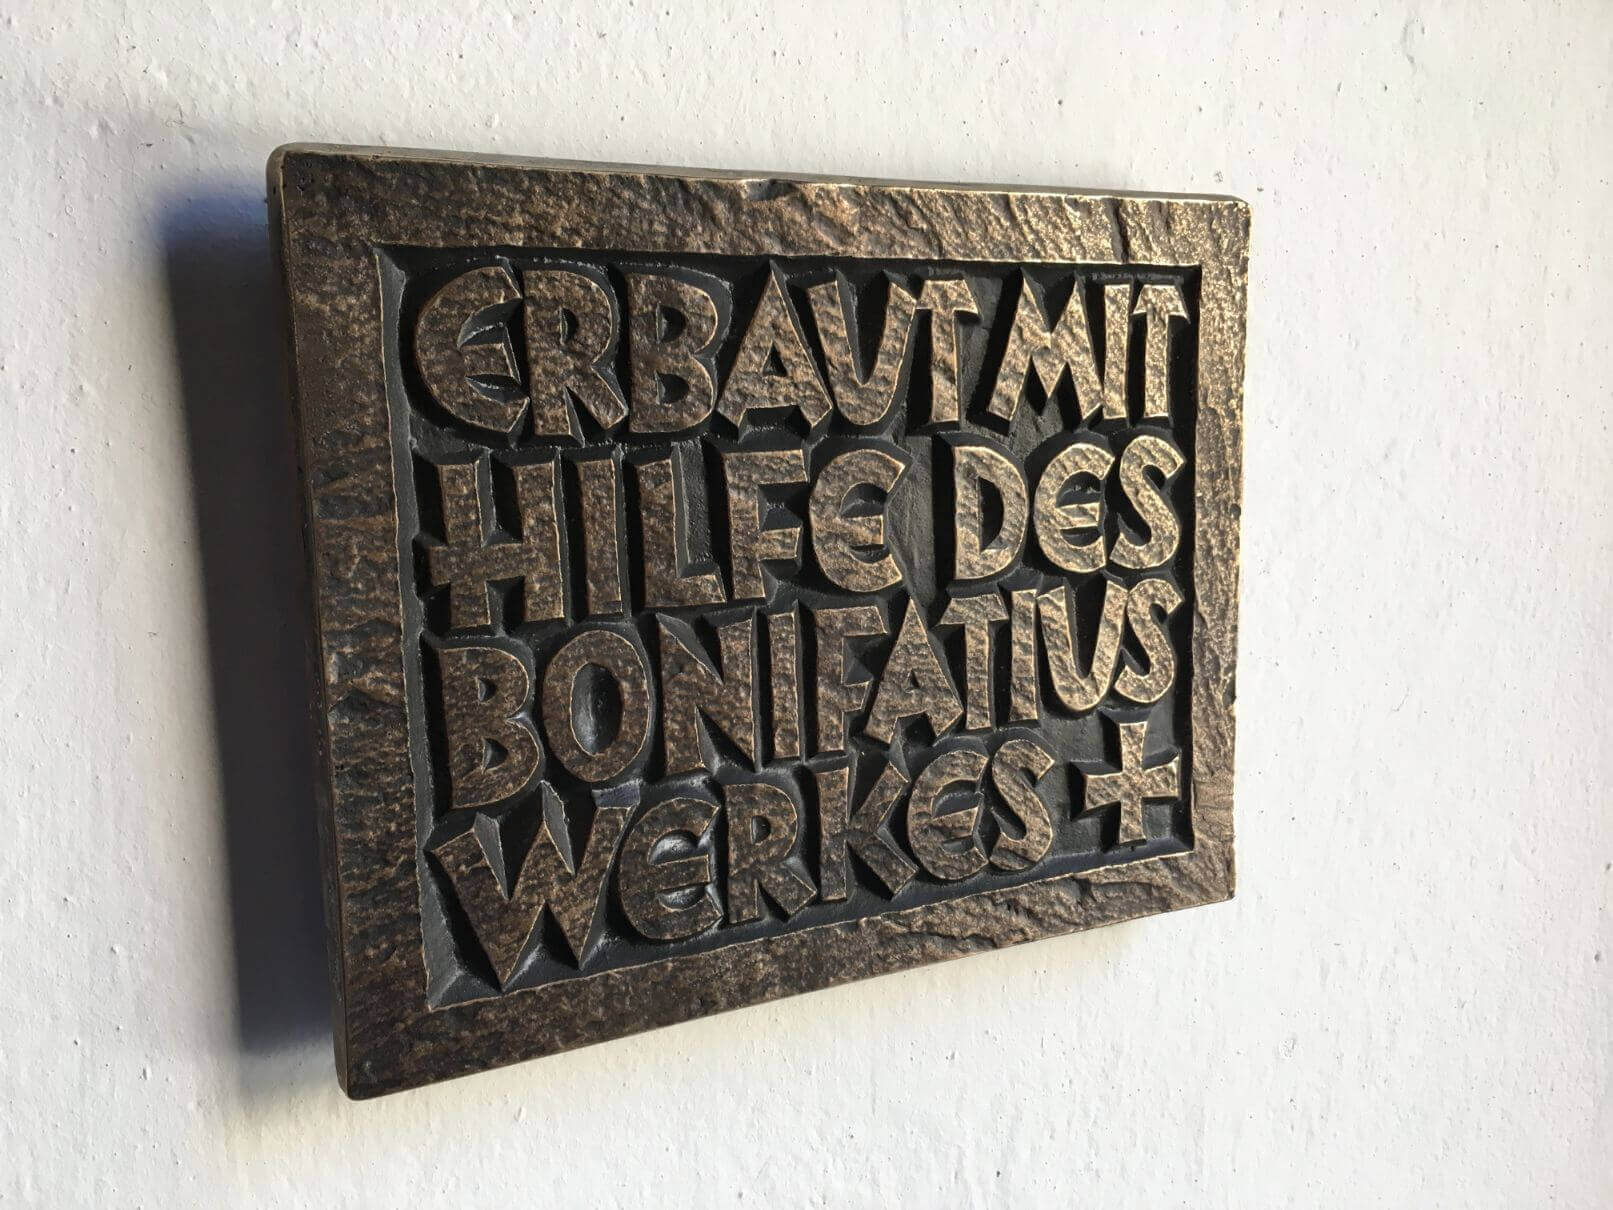 ERBAUT MIT
HILFE DES
BONIFATIUS
WERKES +